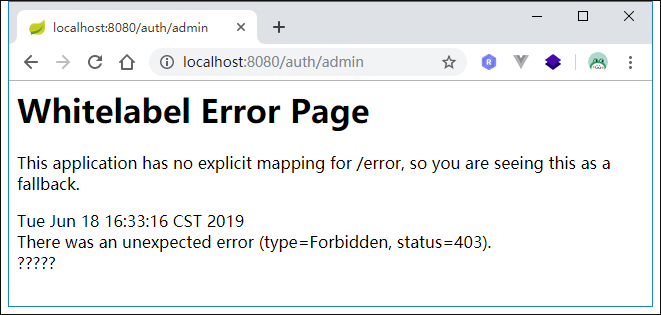 localhost:8080/auth/admin
localhost:8080/auth/admin
R
Whitelabel Error Page
This application has no explicit mapping for /error, so you are seeing this as a
fallback.
Tue Jun 18 16:33:16 CST 2019
There was an unexpected error (type=Forbidden, status=403).
?????